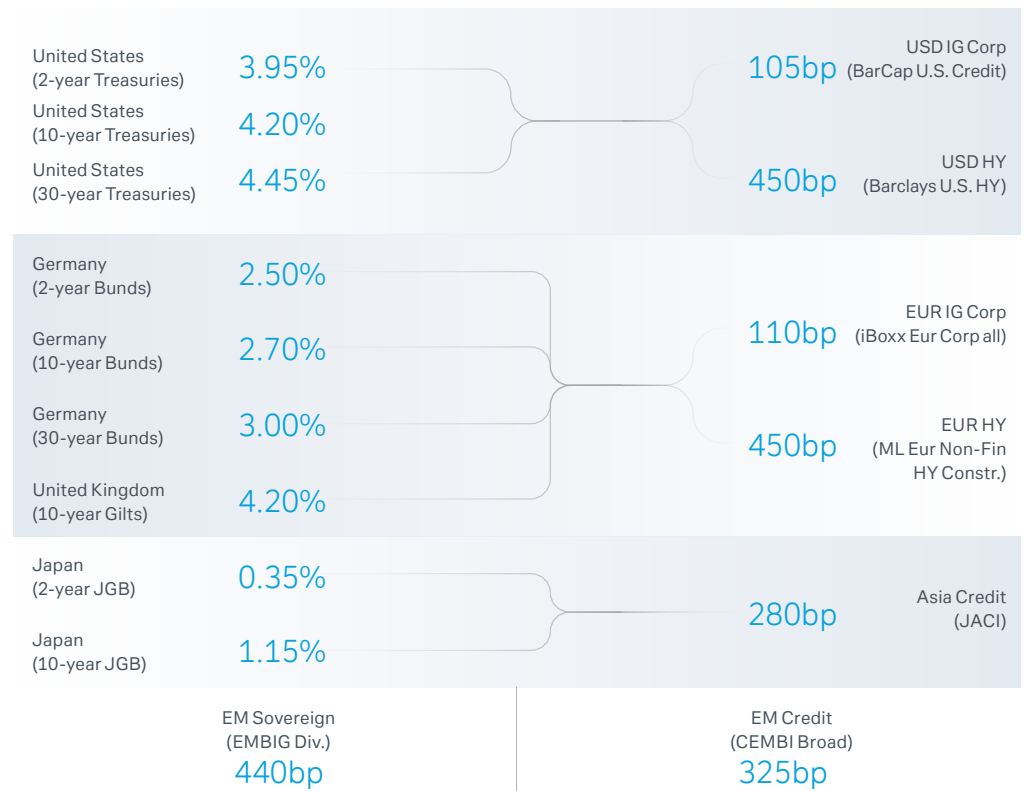 United States
(2-year Treasuries)
3.95%
United States
(10-year Treasuries)
4.20%
United States
(30-year Treasuries)
4.45%
105bp
USD IG Corp
(BarCap U.S. Credit)
450bp
USD HY
(Barclays U.S. HY)
Germany
(2-year Bunds)
2.50%
Germany
(10-year Bunds)
2.70%
Germany
(30-year Bunds)
3.00%
United Kingdom
(10-year Gilts)
4.20%
110bp
EUR IG Corp
(iBoxx Eur Corp all)
450bp
EUR HY
(ML Eur Non-Fin
HY Constr.)
Japan
(2-year JGB)
0.35%
Japan
(10-year JGB)
1.15%
280bp
Asia Credit
(JACI)
EM Sovereign
(EMBIG Div.)
440bp
EM Credit
(CEMBI Broad)
325bp